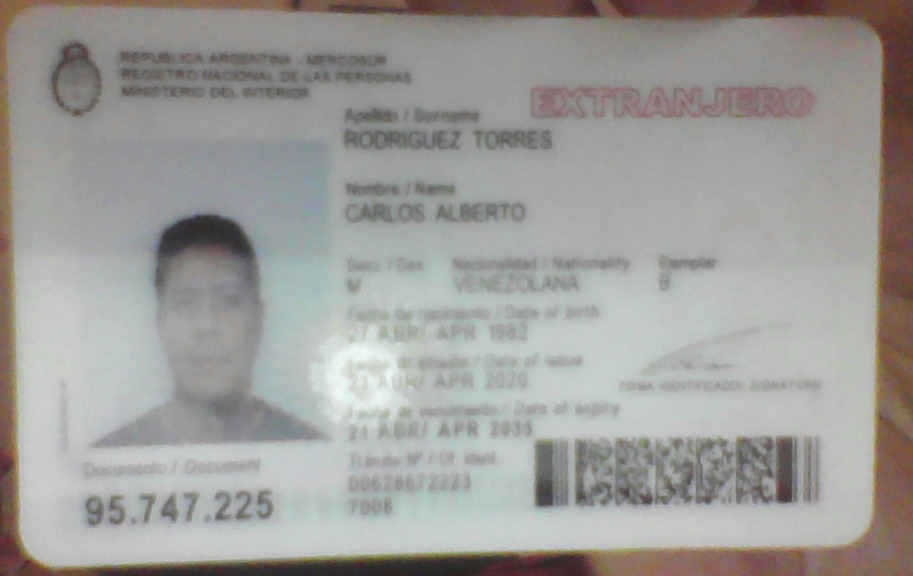 REPUBLICA ARGENTINA - MERCOSUR
REGISTRO NACIONAL DE LAS PERSONAS
MINISTERIO DEL INTERIOR
EXTRANJERO
Apellido / Surname
RODRIGUEZ TORRES
Nombre / Name
CARLOS ALBERTO
Sexo / Sex Nacionalidad / Nationality Ejemplar
M VENEZOLANA B
Fecha de nacimiento / Date of birth
27 ABR/ APR 1982
Fecha de emisión / Date of issue
21 ABR/ APR 2020
FIRMA IDENTIFICADO/ SIGNATURE
Fecha de vencimiento / Date of expiry
21 ABR/ APR 2035
Documento / Document
95.747.225
Trámite Nº / Of. ident.
00628672223
7006